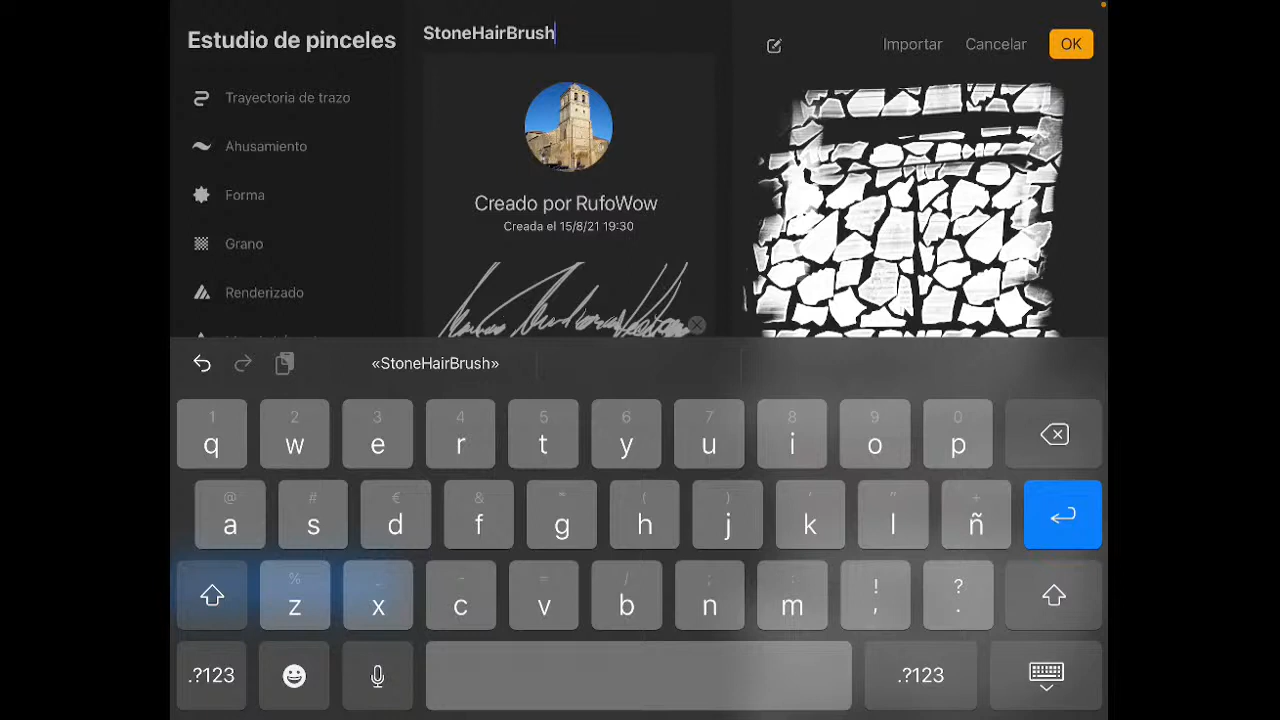 Estudio de pinceles
StoneHairBrush
Importar
Cancelar
OK
Trayectoria de trazo
Ahusamiento
Forma
Grano
Renderizado
Creado por RufoWow
Creada el 15/8/21 19:30
«StoneHairBrush»
1 2 3 4 5 6 7 8 9 0
q w e r t y u i o p
@ # € & * ( ) ' " +
a s d f g h j k l ñ
% - = / ; : ! ?
z x c v b n m , .
.?123
.?123